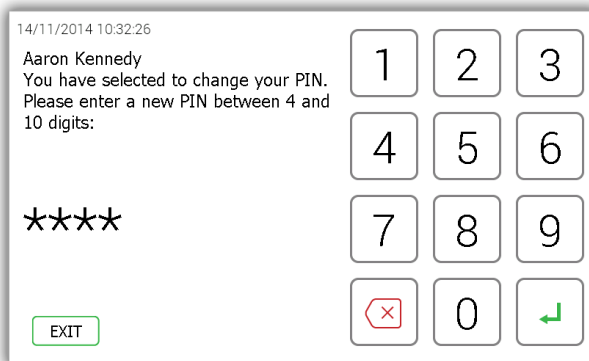 14/11/2014 10:32:26
Aaron Kennedy
You have selected to change your PIN.
Please enter a new PIN between 4 and
10 digits:
****
EXIT
1 2 3
4 5 6
7 8 9
0